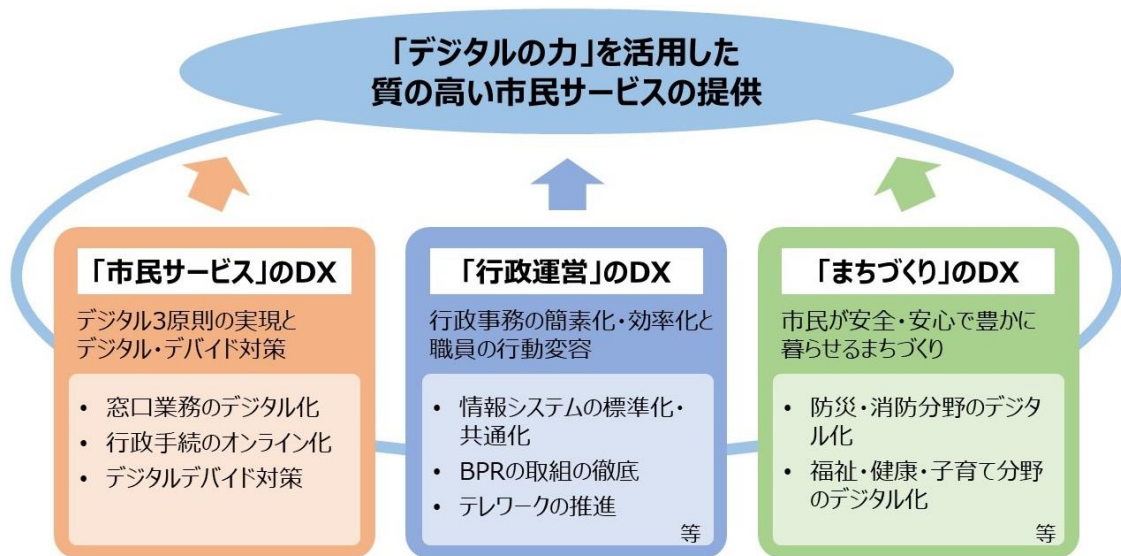 「デジタルの力」を活用した
質の高い市民サービスの提供
「市民サービス」のDX
デジタル3原則の実現と
デジタル・デバイド対策
• 窓口業務のデジタル化
• 行政手続のオンライン化
• デジタルデバイド対策
「行政運営」のDX
行政事務の簡素化・効率化と
職員の行動変容
• 情報システムの標準化・
共通化
• BPRの取組の徹底
• テレワークの推進
等
「まちづくり」のDX
市民が安全・安心で豊かに
暮らせるまちづくり
• 防災・消防分野のデジタ
ル化
• 福祉・健康・子育て分野
のデジタル化
等